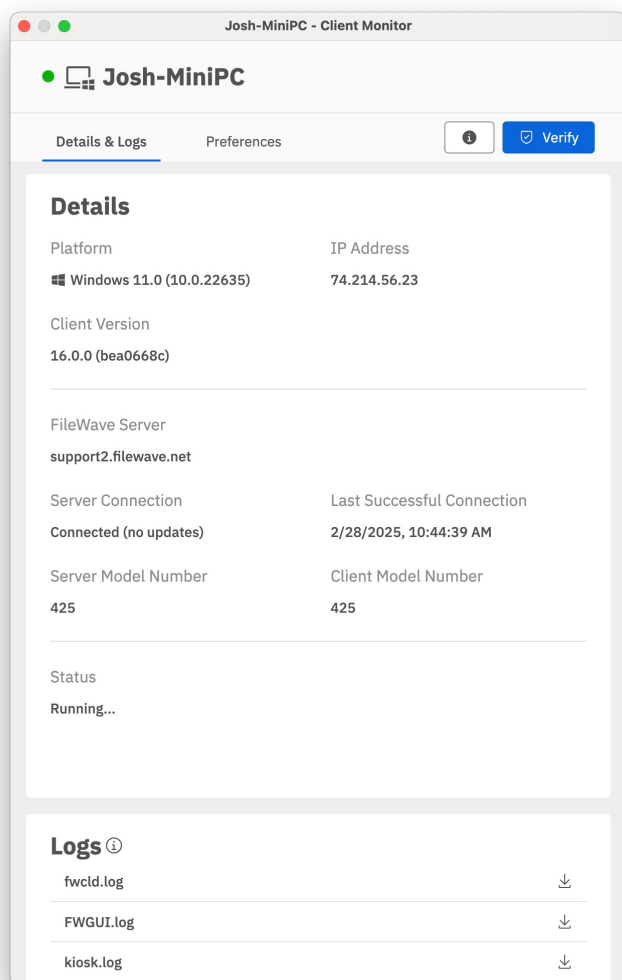 Josh-MiniPC - Client Monitor
Josh-MiniPC
Details & Logs
Preferences
Verify
Details
Platform
Windows 11.0 (10.0.22635)
IP Address
74.214.56.23
Client Version
16.0.0 (bea0668c)
FileWave Server
support2.filewave.net
Server Connection
Connected (no updates)
Last Successful Connection
2/28/2025, 10:44:39 AM
Server Model Number
425
Client Model Number
425
Status
Running...
Logs
fwcld.log
FWGUI.log
kiosk.log